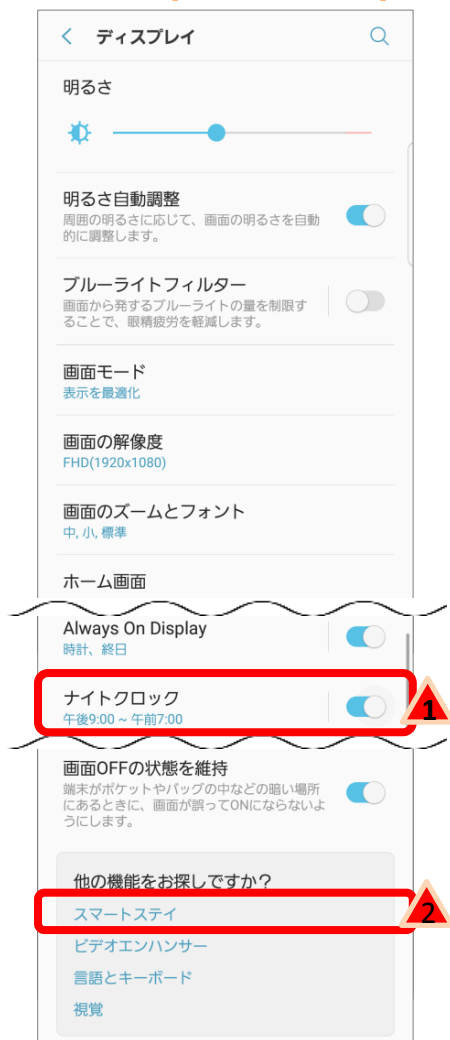 ディスプレイ
明るさ
明るさ自動調整
周囲の明るさに応じて、画面の明るさを自動
的に調整します。
ブルーライトフィルター
画面から発するブルーライトの量を制限す
ることで、眼精疲労を軽減します。
画面モード
表示を最適化
画面の解像度
FHD(1920x1080)
画面のズームとフォント
中, 小, 標準
ホーム画面
Always On Display
時計、終日
ナイトクロック
午後9:00 ~ 午前7:00
1
画面OFFの状態を維持
端末がポケットやバッグの中などの暗い場所
にあるときに、画面が誤ってONにならないよ
うにします。
他の機能をお探しですか？
スマートステイ
2
ビデオエンハンサー
言語とキーボード
視覚